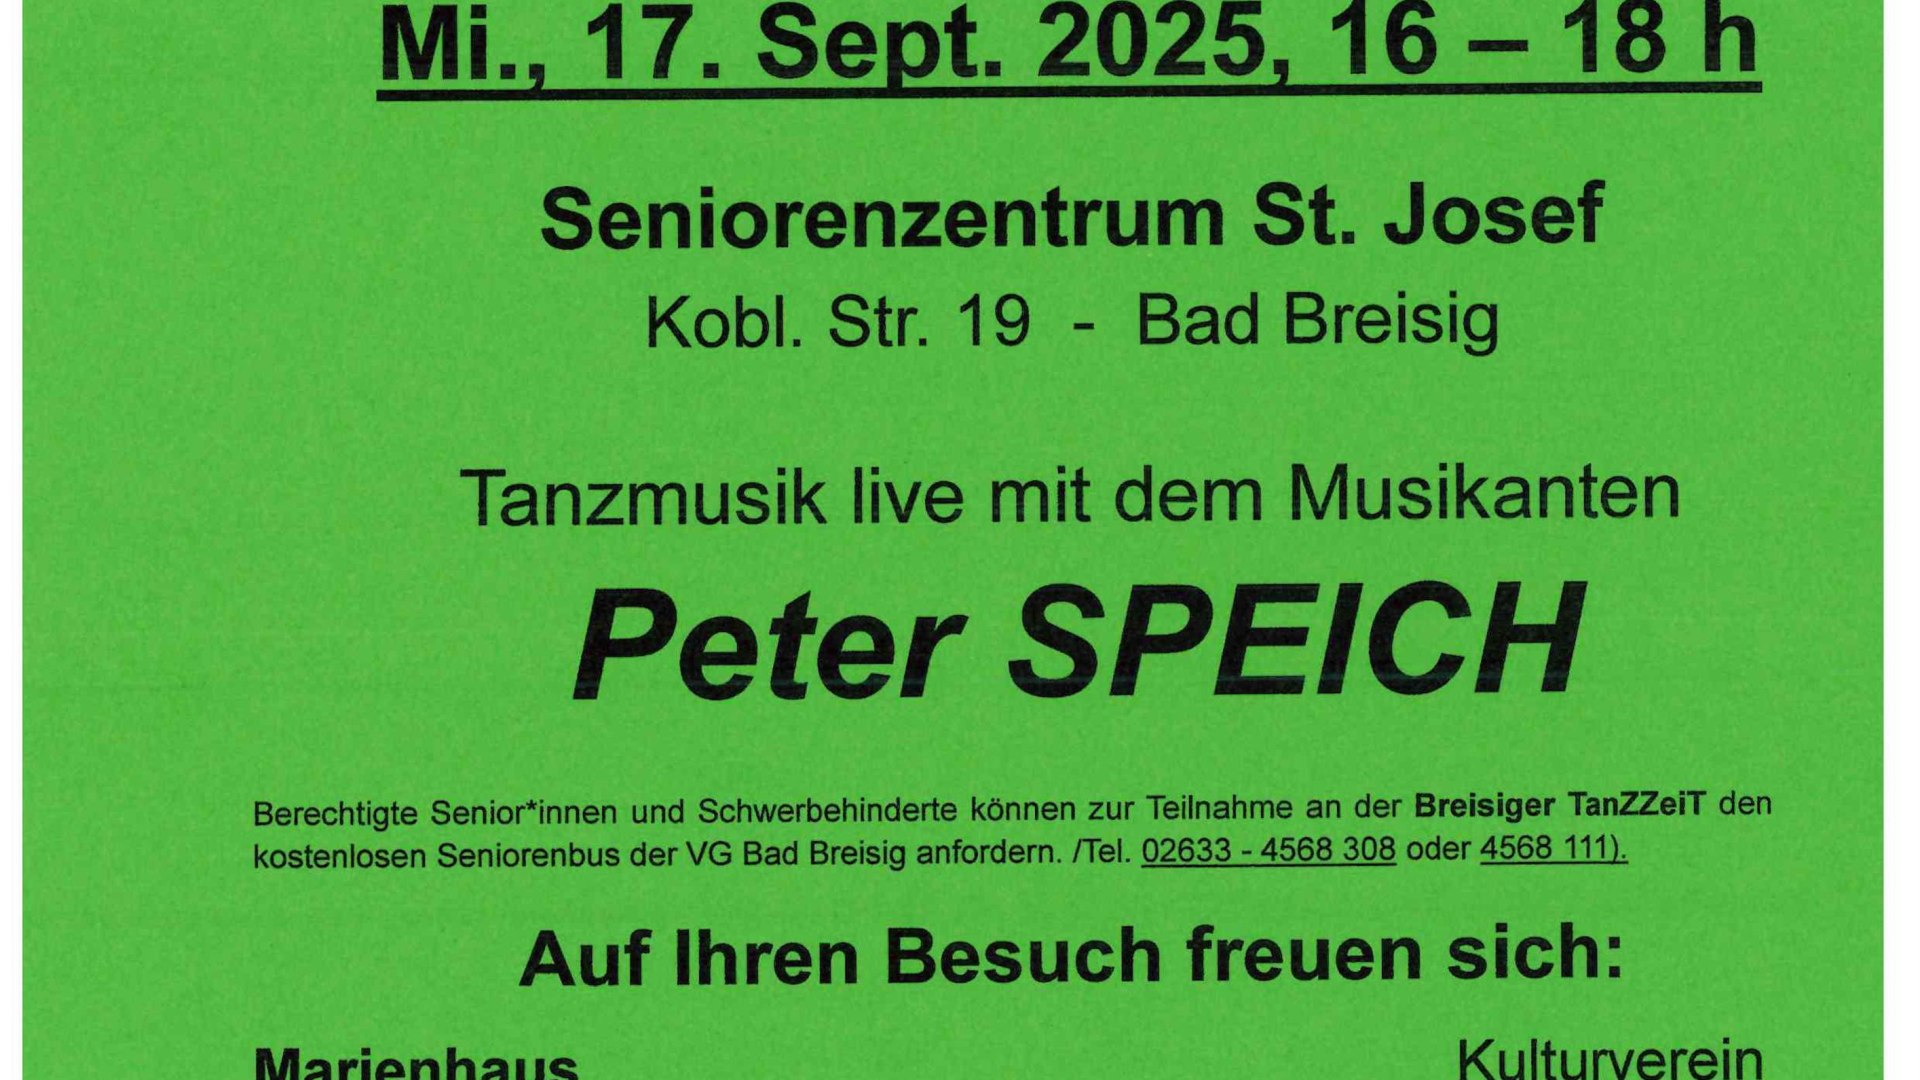 Mi., 17. Sept. 2025, 16 – 18 h
Seniorenzentrum St. Josef
Kobl. Str. 19 - Bad Breisig
Tanzmusik live mit dem Musikanten
Peter SPEICH
Berechtigte Senior*innen und Schwerbehinderte können zur Teilnahme an der Breisiger TanZZeiT den
kostenlosen Seniorenbus der VG Bad Breisig anfordern. /Tel. 02633 - 4568 308 oder 4568 111).
Auf Ihren Besuch freuen sich:
Marienhaus
Kulturverein